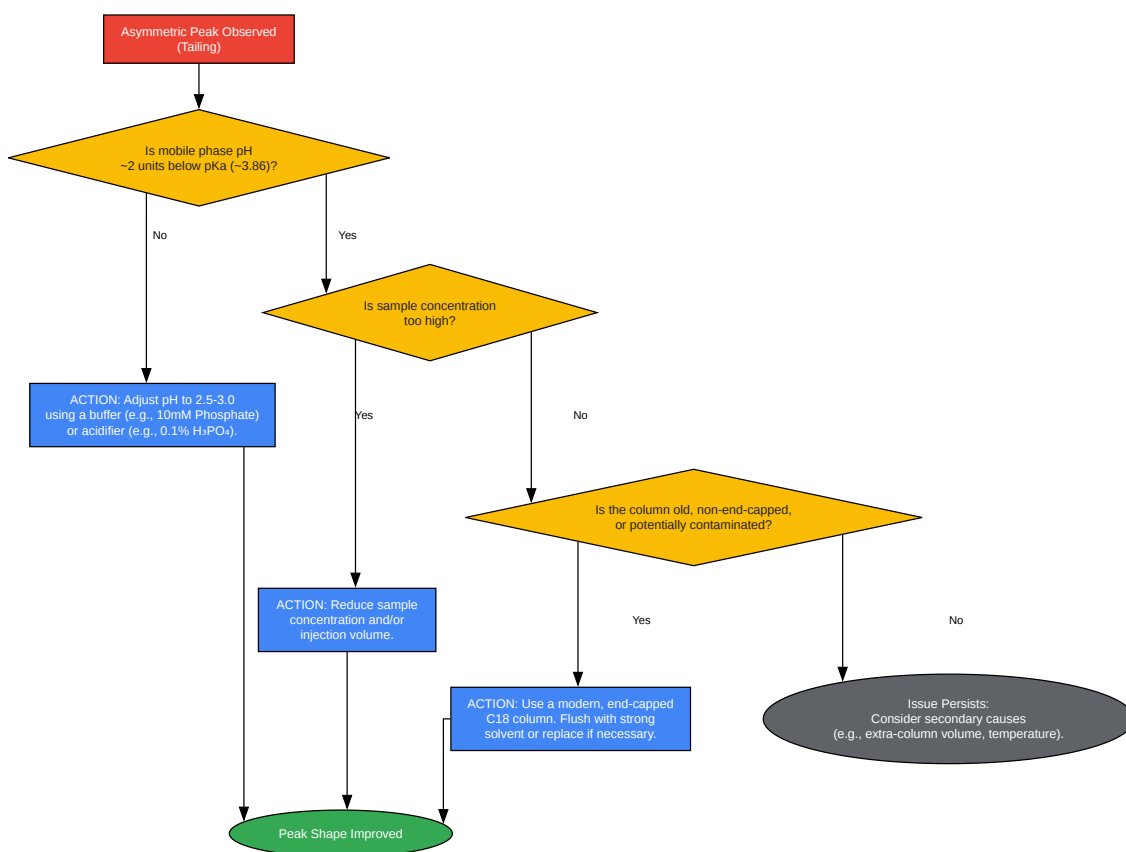 Asymmetric Peak Observed
(Tailing)
Is mobile phase pH
~2 units below pKa (~3.86)?
No
Yes
Is sample concentration
too high?
ACTION: Adjust pH to 2.5-3.0
using a buffer (e.g., 10mM Phosphate)
or acidifier (e.g., 0.1% H₃PO₄).
Yes
No
Is the column old, non-end-capped,
or potentially contaminated?
ACTION: Reduce sample
concentration and/or
injection volume.
Yes
No
ACTION: Use a modern, end-capped
C18 column. Flush with strong
solvent or replace if necessary.
Issue Persists:
Consider secondary causes
(e.g., extra-column volume, temperature).
Peak Shape Improved